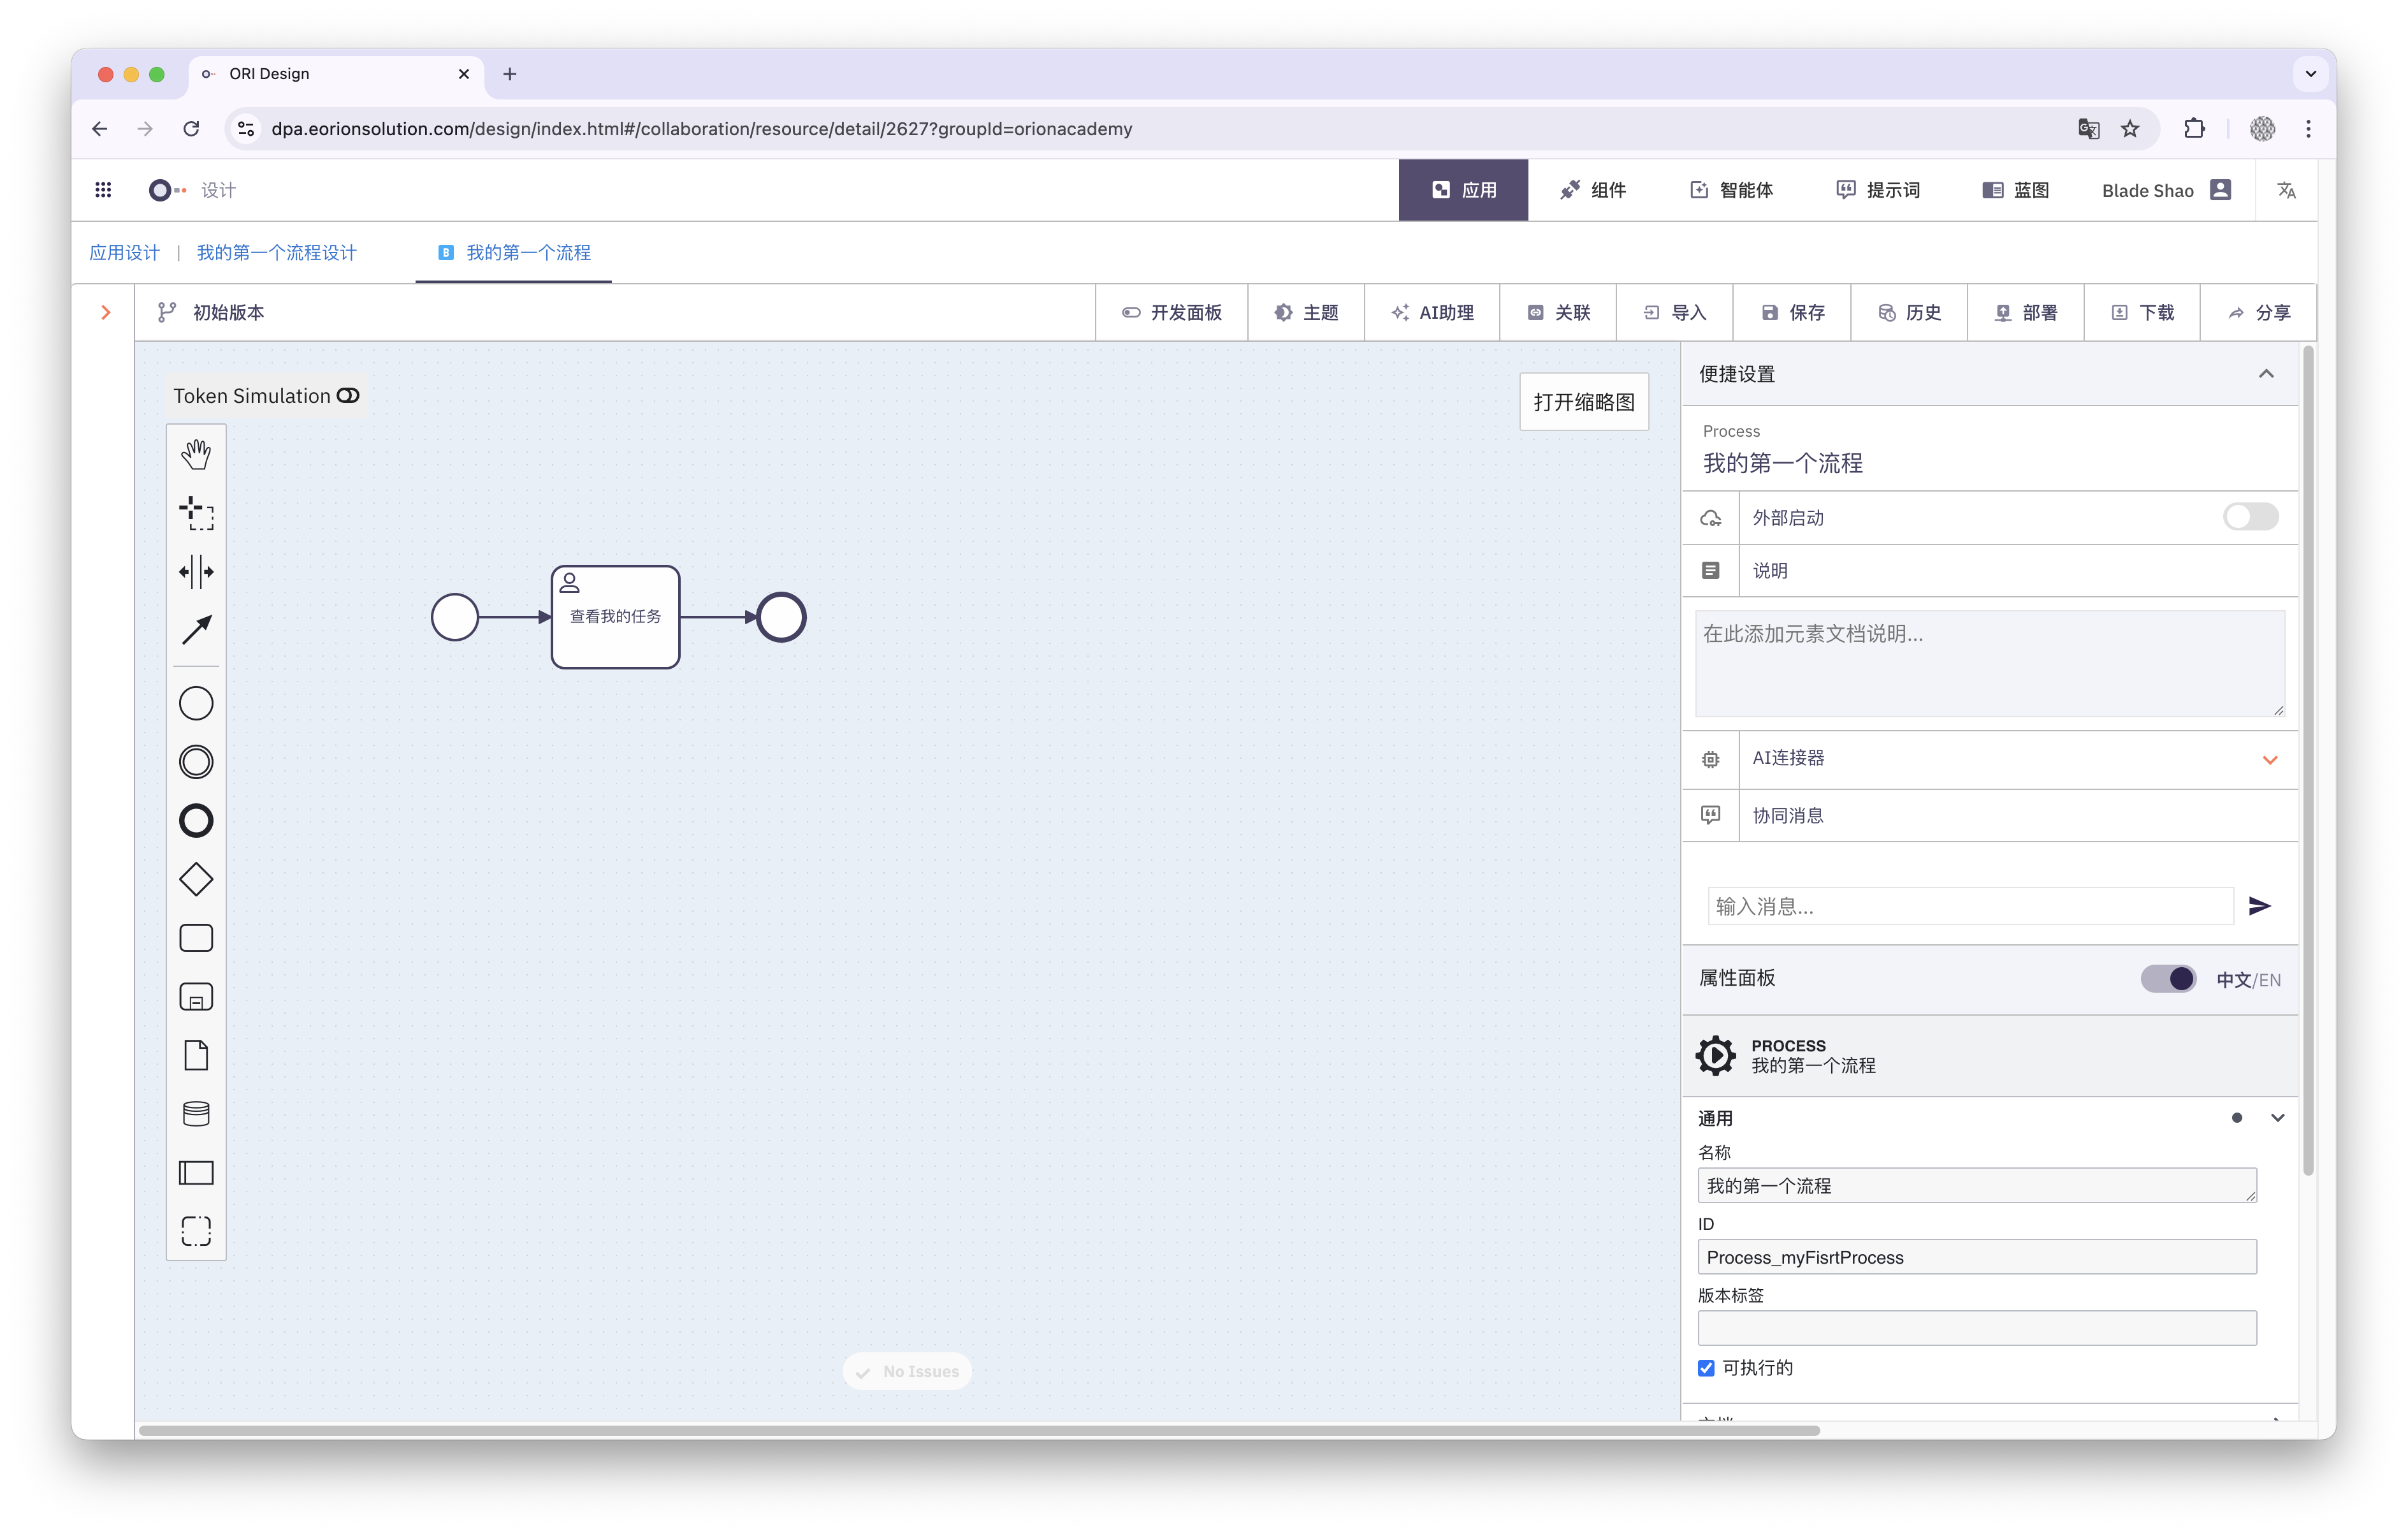 ORI Design
dpa.eorionsolution.com/design/index.html#/collaboration/resource/detail/2627?groupId=orionacademy
设计
应用
组件
智能体
提示词
蓝图
Blade Shao
应用设计 | 我的第一个流程设计
B 我的第一个流程
初始版本
开发面板
主题
AI助理
关联
导入
保存
历史
部署
下载
分享
Token Simulation
打开缩略图
查看我的任务
No Issues
便捷设置
Process
我的第一个流程
外部启动
说明
在此添加元素文档说明...
AI连接器
协同消息
输入消息...
属性面板
中文/EN
PROCESS
我的第一个流程
通用
名称
我的第一个流程
ID
Process_myFisrtProcess
版本标签
可执行的